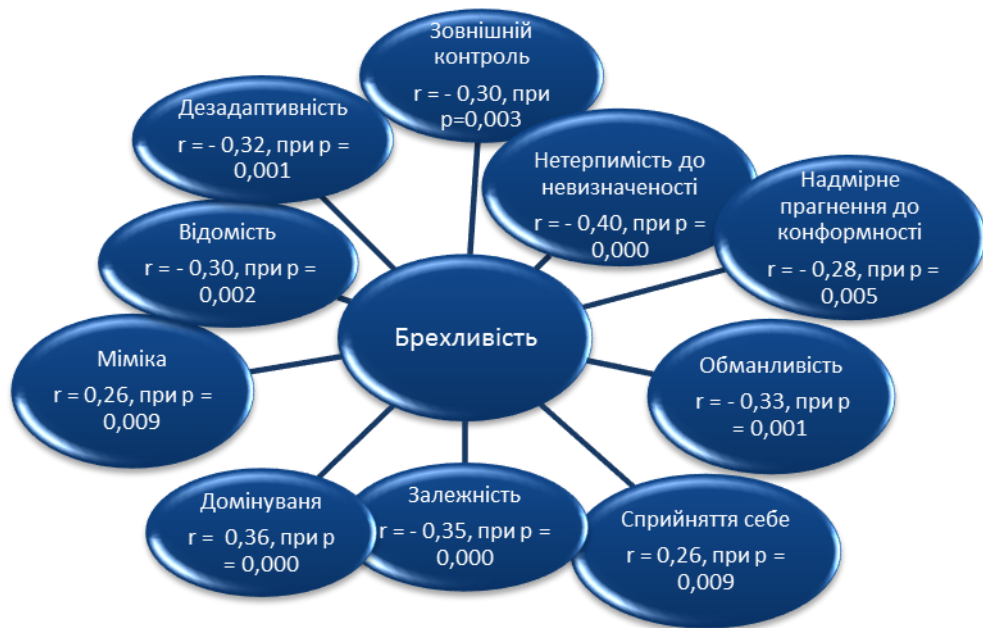 Зовнішній
контроль
r = - 0,30, при
p=0,003
Дезадаптивність
r = - 0,32, при p =
0,001
Нетерпимість до
невизначеності
r = - 0,40, при p =
0,000
Надмірне
прагнення до
конформності
r = - 0,28, при p =
0,005
Відомість
r = - 0,30, при p =
0,002
Брехливість
Міміка
r = 0,26, при p =
0,009
Обманливість
r = - 0,33, при p
= 0,001
Домінуваня
r =  0,36, при p
= 0,000
Залежність
r = - 0,35, при p =
0,000
Сприйняття себе
r = 0,26, при p =
0,009